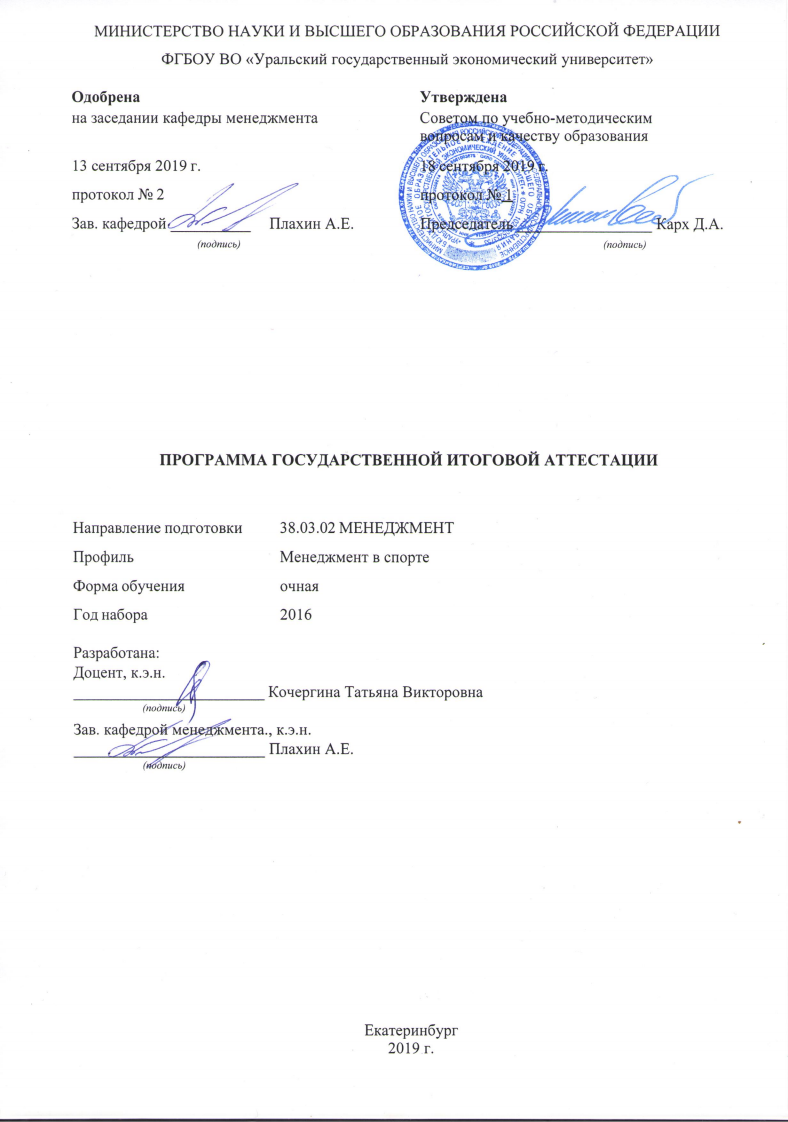 МИНИСТЕРСТВО НАУКИ И ВЫСШЕГО ОБРАЗОВАНИЯ РОССИЙСКОЙ ФЕДЕРАЦИИ
ФГБОУ ВО «Уральский государственный экономический университет»
Одобрена
на заседании кафедры менеджмента
13 сентября 2019 г.
протокол № 2
Зав. кафедрой __________ Плахин А.Е.
(подпись)
Утверждена
Советом по учебно-методическим
вопросам и качеству образования
18 сентября 2019 г.
протокол № 1
Председатель _________________ Карх Д.А.
(подпись)
ПРОГРАММА ГОСУДАРСТВЕННОЙ ИТОГОВОЙ АТТЕСТАЦИИ
Направление подготовки 38.03.02 МЕНЕДЖМЕНТ
Профиль Менеджмент в спорте
Форма обучения очная
Год набора 2016
Разработана:
Доцент, к.э.н.
________________________ Кочергина Татьяна Викторовна
(подпись)
Зав. кафедрой менеджмента., к.э.н.
________________________ Плахин А.Е.
(подпись)
Екатеринбург
2019 г.